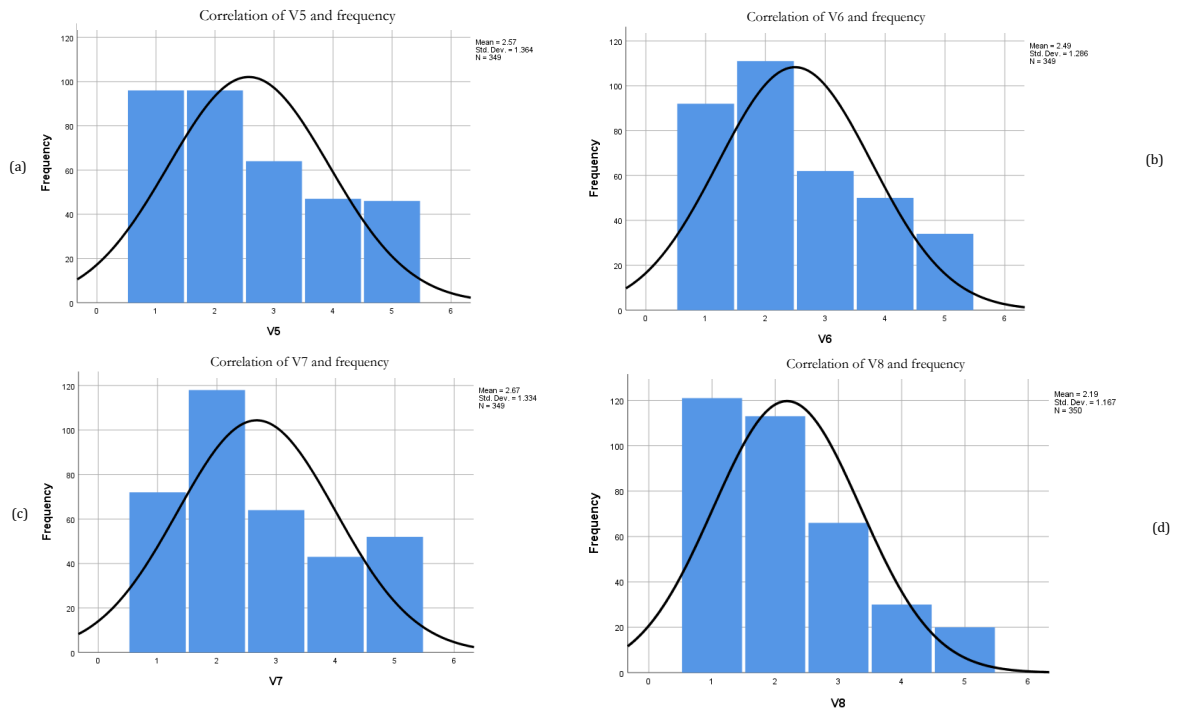 Correlation of V5 and frequency
Mean = 2.57
Std. Dev. = 1.364
N = 349
120
100
80
60
40
20
0
Frequency
(a)
0 1 2 3 4 5 6
V5
Correlation of V6 and frequency
Mean = 2.49
Std. Dev. = 1.286
N = 349
120
100
80
60
40
20
0
Frequency
(b)
0 1 2 3 4 5 6
V6
Correlation of V7 and frequency
Mean = 2.67
Std. Dev. = 1.334
N = 349
120
100
80
60
40
20
0
Frequency
(c)
0 1 2 3 4 5 6
V7
Correlation of V8 and frequency
Mean = 2.19
Std. Dev. = 1.167
N = 350
120
100
80
60
40
20
0
Frequency
(d)
0 1 2 3 4 5 6
V8